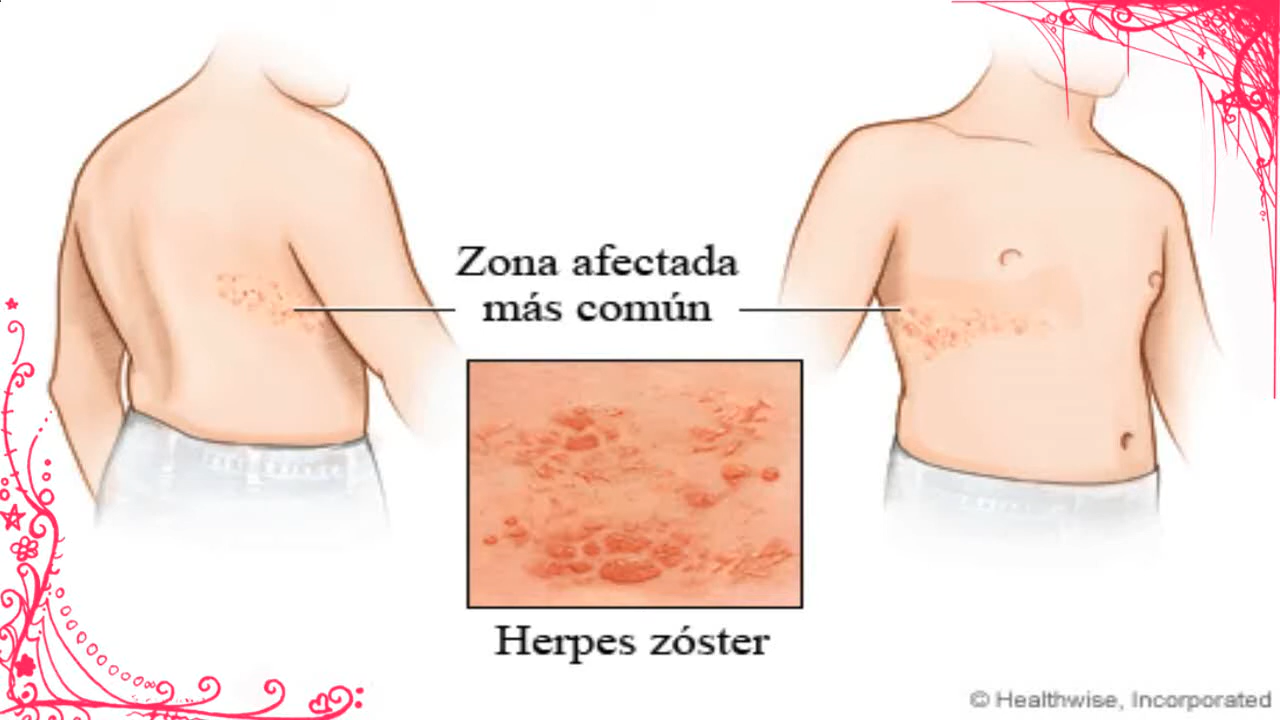 Zona afectada
más común
Herpes zóster
© Healthwise, Incorporated